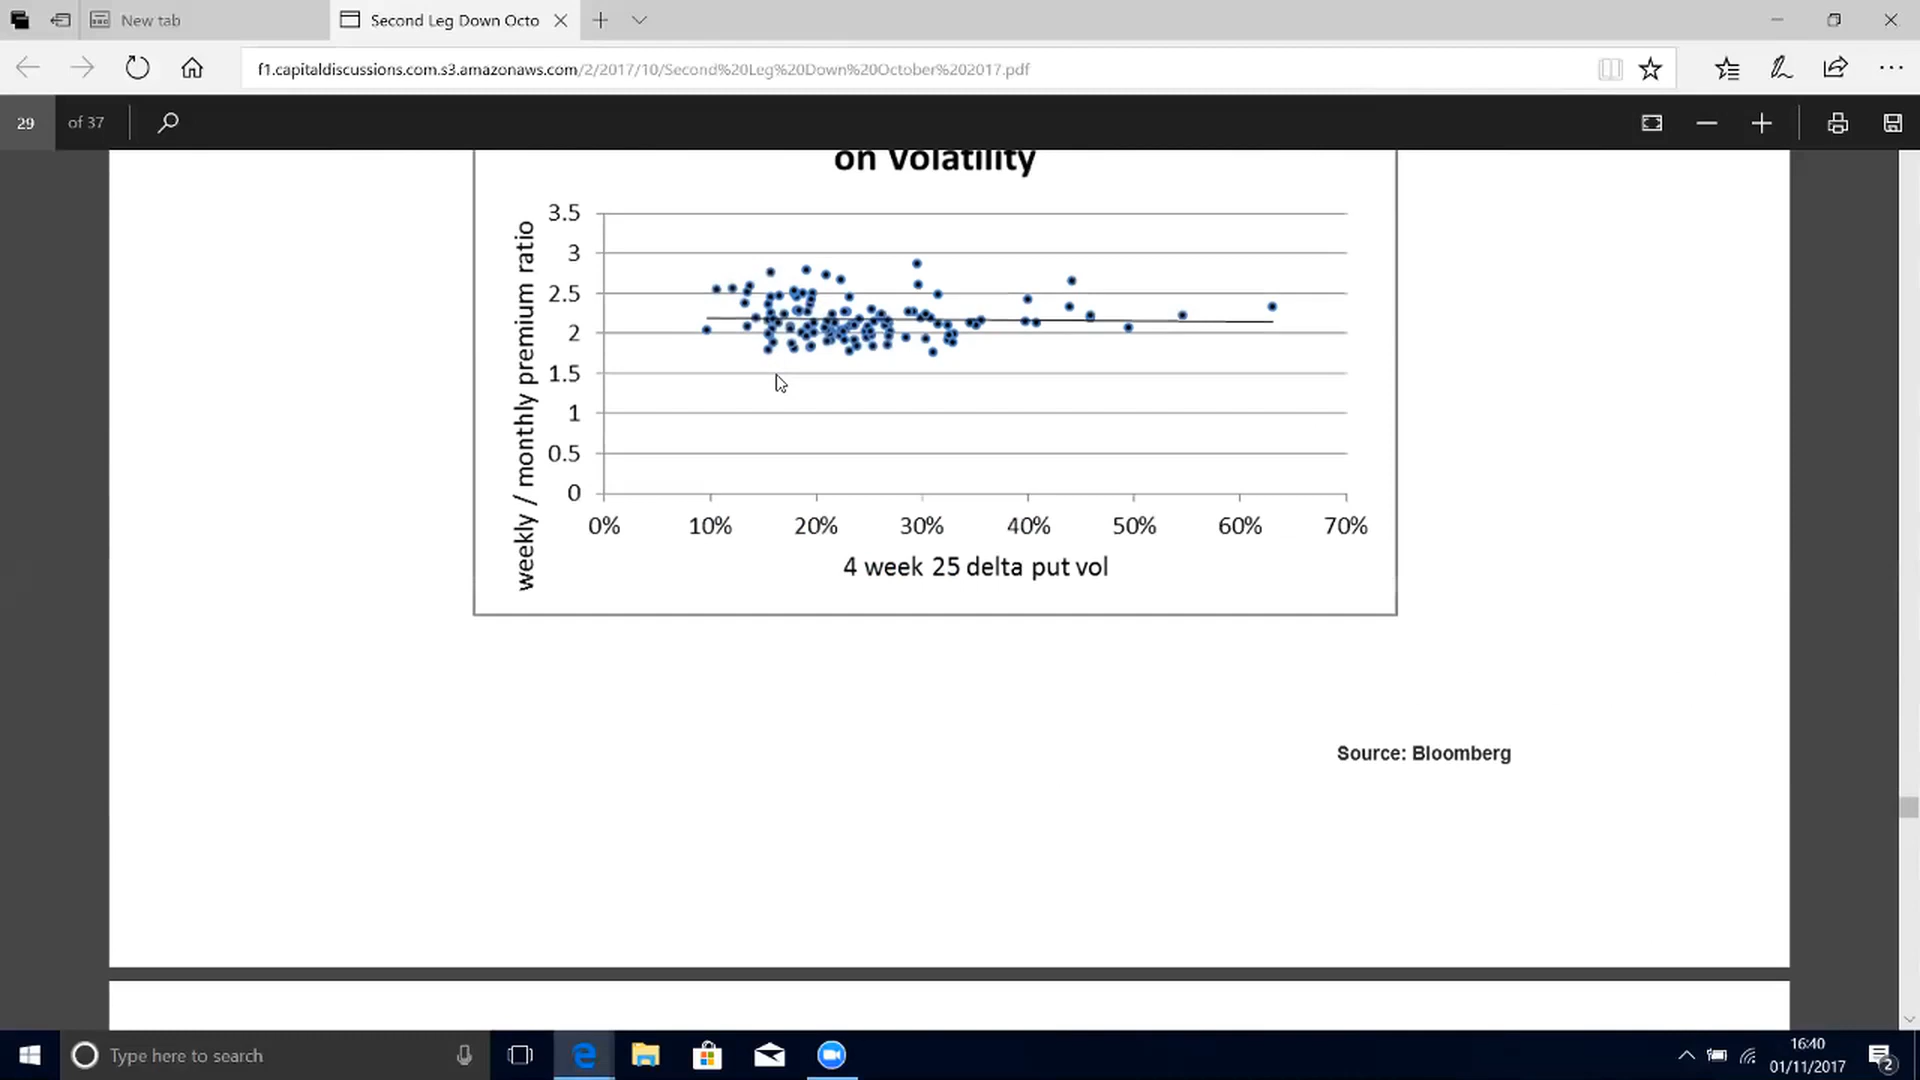 New tab
Second Leg Down Octo
f1.capitaldiscussions.com.s3.amazonaws.com/2/2017/10/Second%20Leg%20Down%20October%202017.pdf
29 of 37
on Volatility
weekly / monthly premium ratio
3.5
3
2.5
2
1.5
1
0.5
0
0% 10% 20% 30% 40% 50% 60% 70%
4 week 25 delta put vol
Source: Bloomberg
Type here to search
16:40
01/11/2017
2